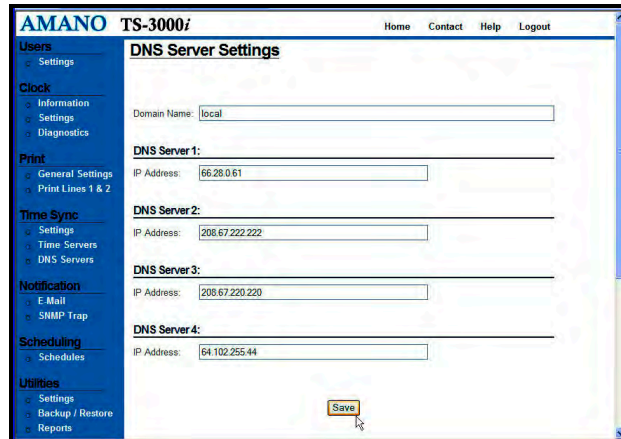 AMANO TS-3000i
Home Contact Help Logout
Users
Settings
Clock
Information
Settings
Diagnostics
Print
General Settings
Print Lines 1 & 2
Time Sync
Settings
Time Servers
DNS Servers
Notification
E-Mail
SNMP Trap
Scheduling
Schedules
Utilities
Settings
Backup / Restore
Reports
DNS Server Settings
Domain Name: local
DNS Server 1:
IP Address: 66.28.0.61
DNS Server 2:
IP Address: 208.67.222.222
DNS Server 3:
IP Address: 208.67.220.220
DNS Server 4:
IP Address: 64.102.255.44
Save